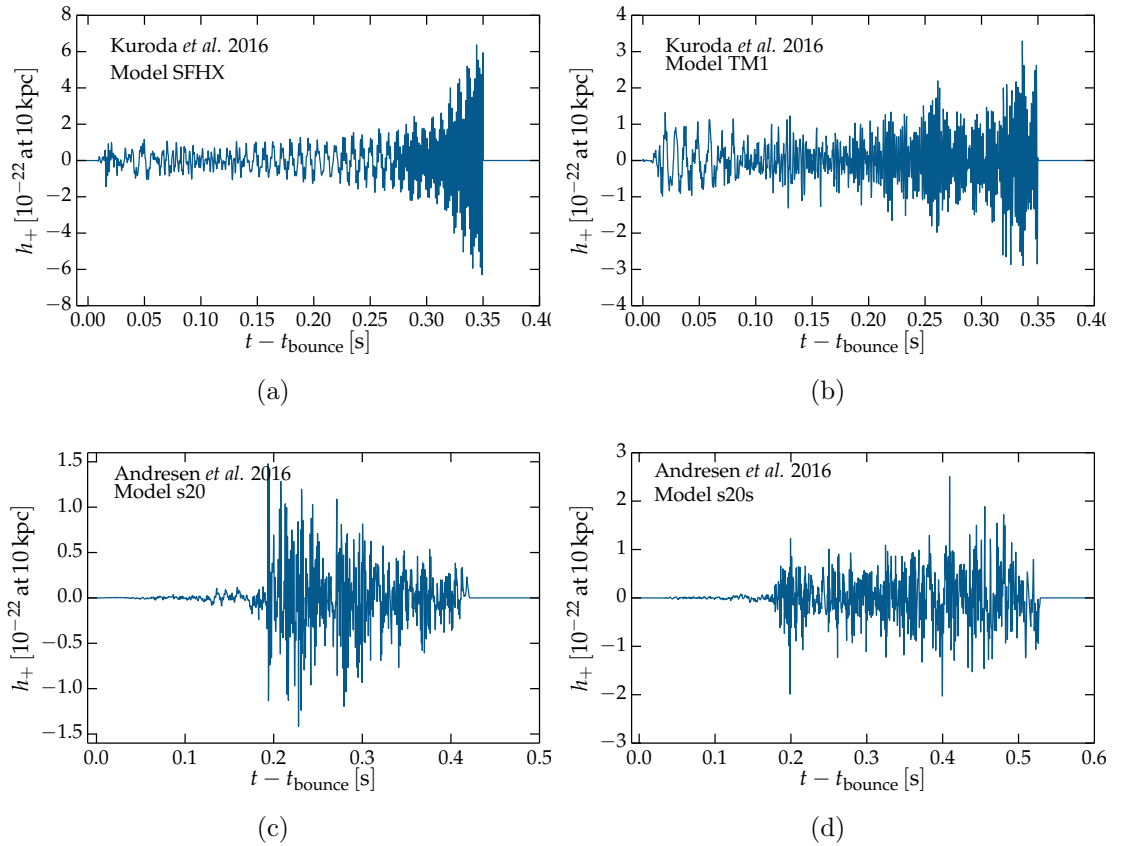 Kuroda et al. 2016
Model SFHX
h+ [10−22 at 10 kpc]
8
6
4
2
0
−2
−4
−6
−8
0.00 0.05 0.10 0.15 0.20 0.25 0.30 0.35 0.40
t − tbounce [s]
(a)
Kuroda et al. 2016
Model TM1
h+ [10−22 at 10 kpc]
4
3
2
1
0
−1
−2
−3
−4
0.00 0.05 0.10 0.15 0.20 0.25 0.30 0.35 0.40
t − tbounce [s]
(b)
Andresen et al. 2016
Model s20
h+ [10−22 at 10 kpc]
1.5
1.0
0.5
0.0
−0.5
−1.0
−1.5
0.0 0.1 0.2 0.3 0.4 0.5
t − tbounce [s]
(c)
Andresen et al. 2016
Model s20s
h+ [10−22 at 10 kpc]
3
2
1
0
−1
−2
−3
0.0 0.1 0.2 0.3 0.4 0.5 0.6
t − tbounce [s]
(d)